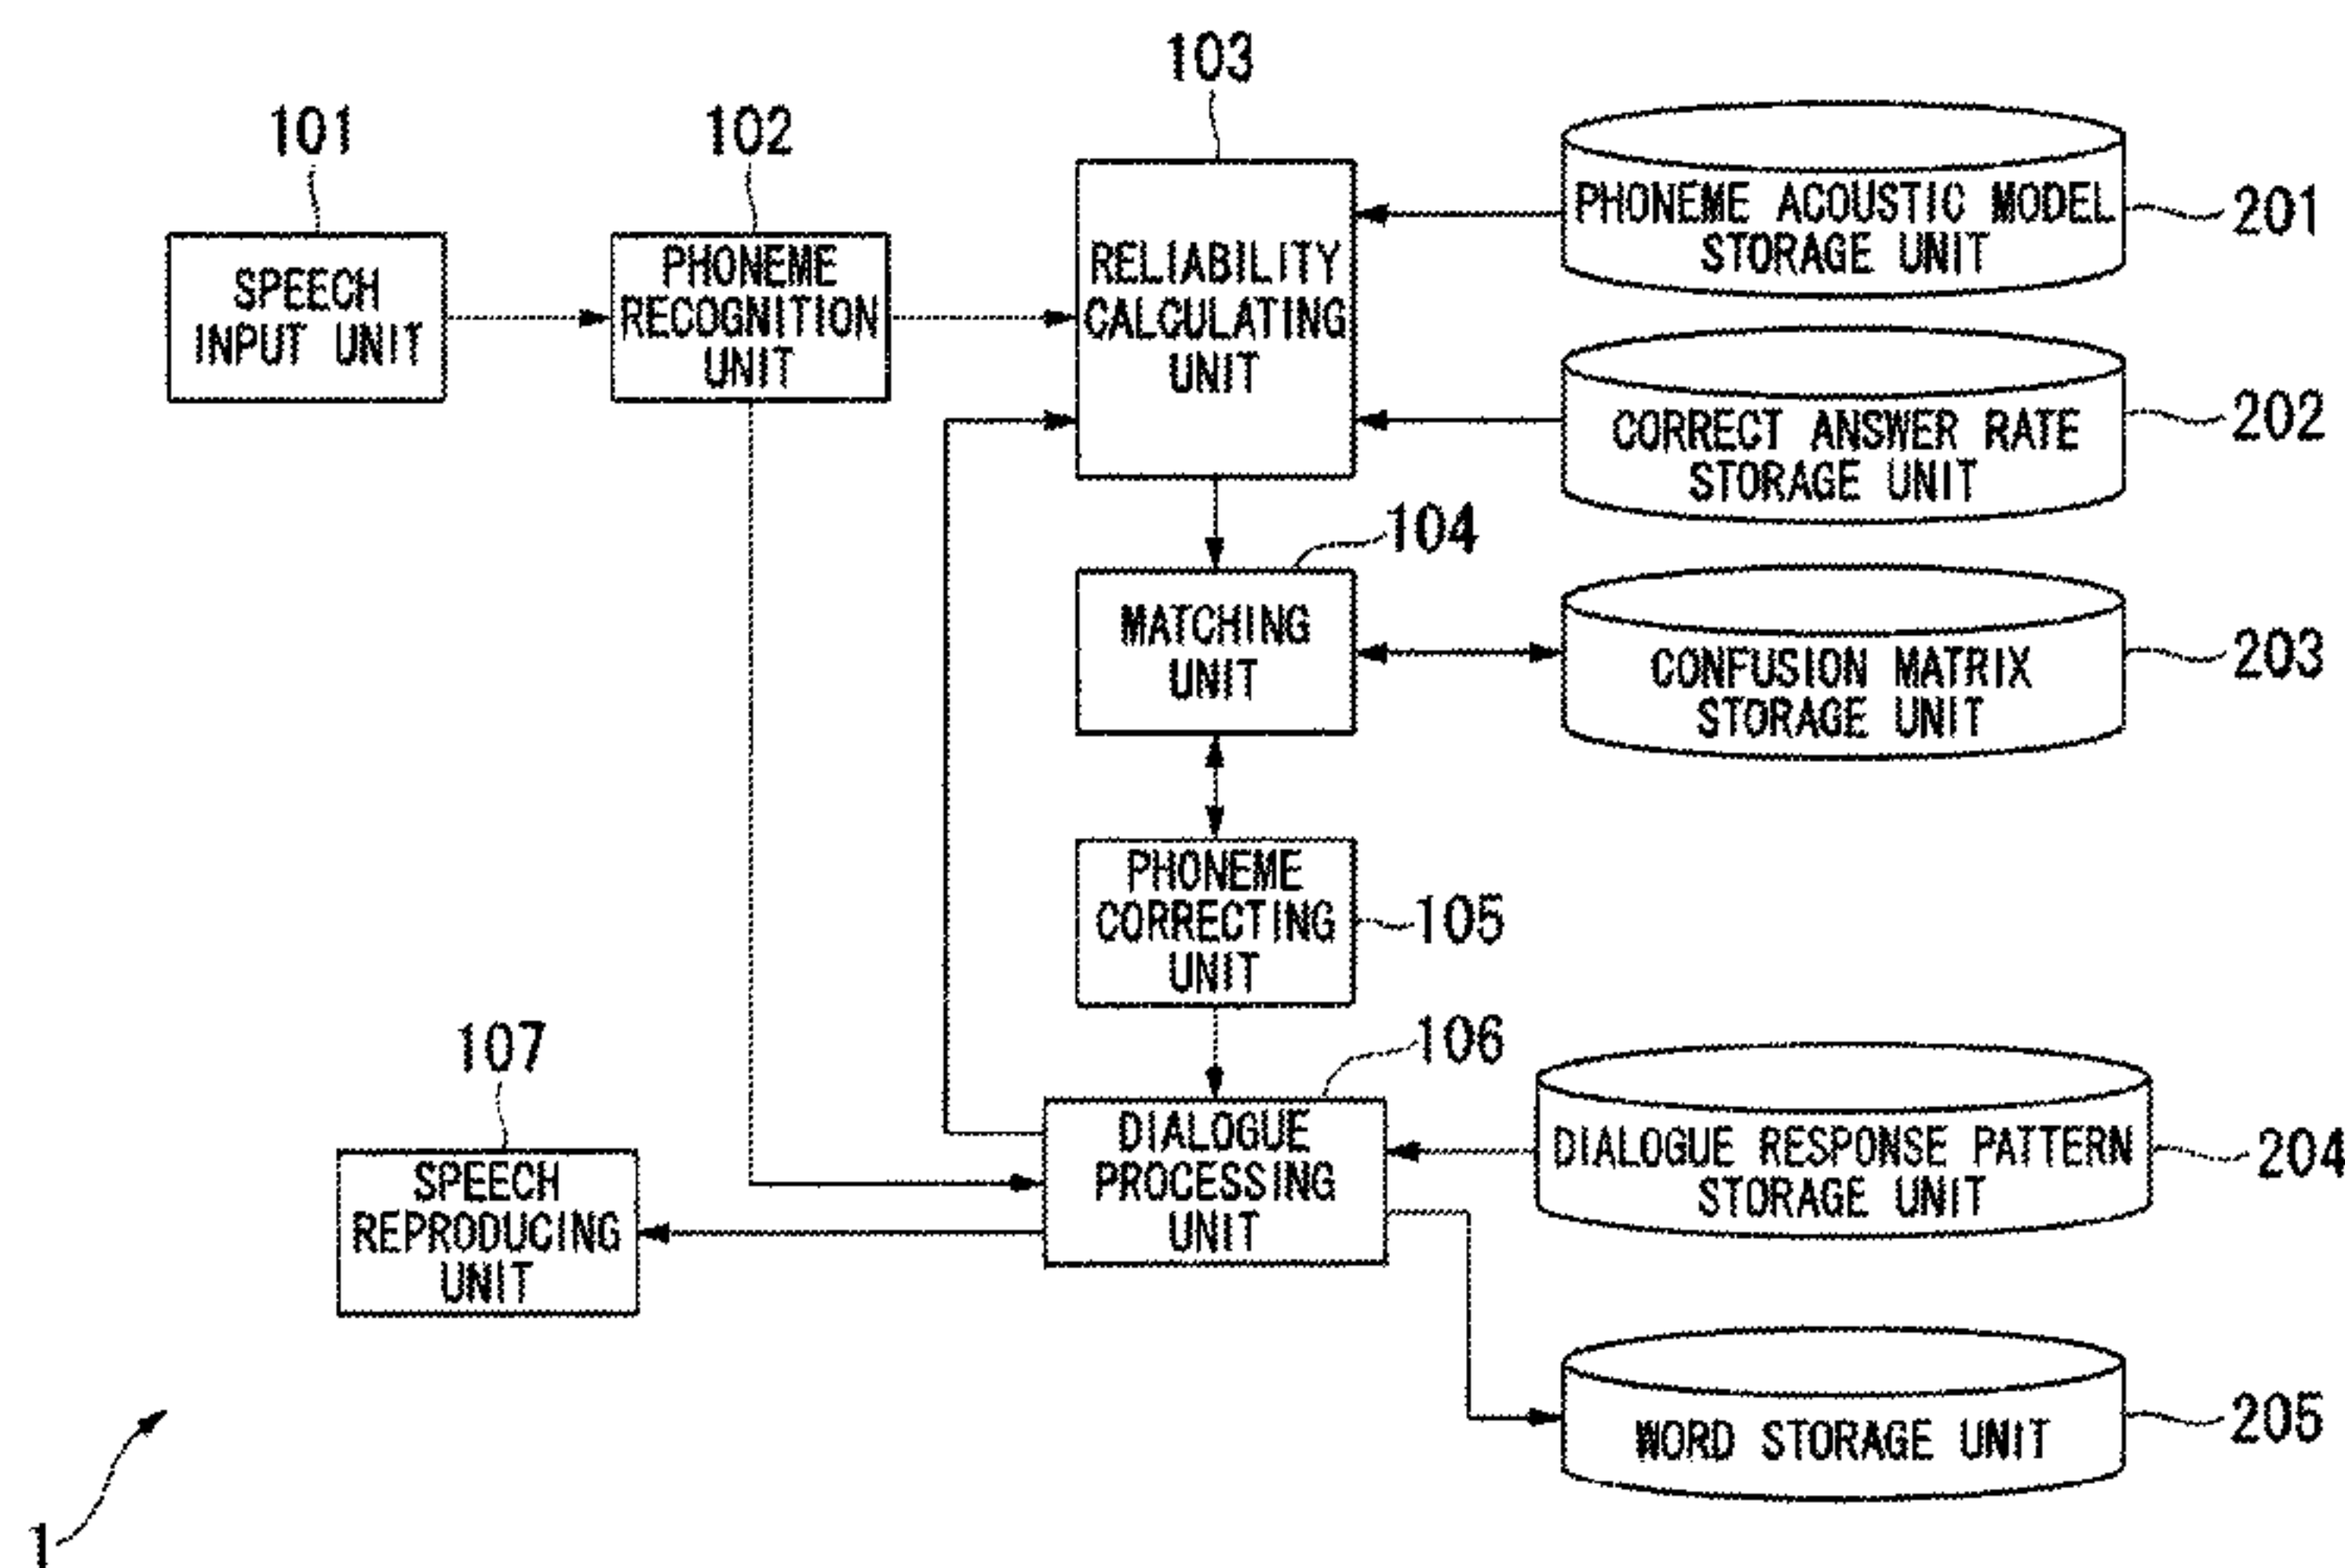 103
101
102
SPEECH
INPUT UNIT
PHONEME
RECOGNITION
UNIT
RELIABILITY
CALCULATING
UNIT
PHONEME ACOUSTIC MODEL
STORAGE UNIT
201
CORRECT ANSWER RATE
STORAGE UNIT
202
104
MATCHING
UNIT
CONFUSION MATRIX
STORAGE UNIT
203
PHONEME
CORRECTING
UNIT
105
107
106
SPEECH
REPRODUCING
UNIT
DIALOGUE
PROCESSING
UNIT
DIALOGUE RESPONSE PATTERN
STORAGE UNIT
204
WORD STORAGE UNIT
205
1